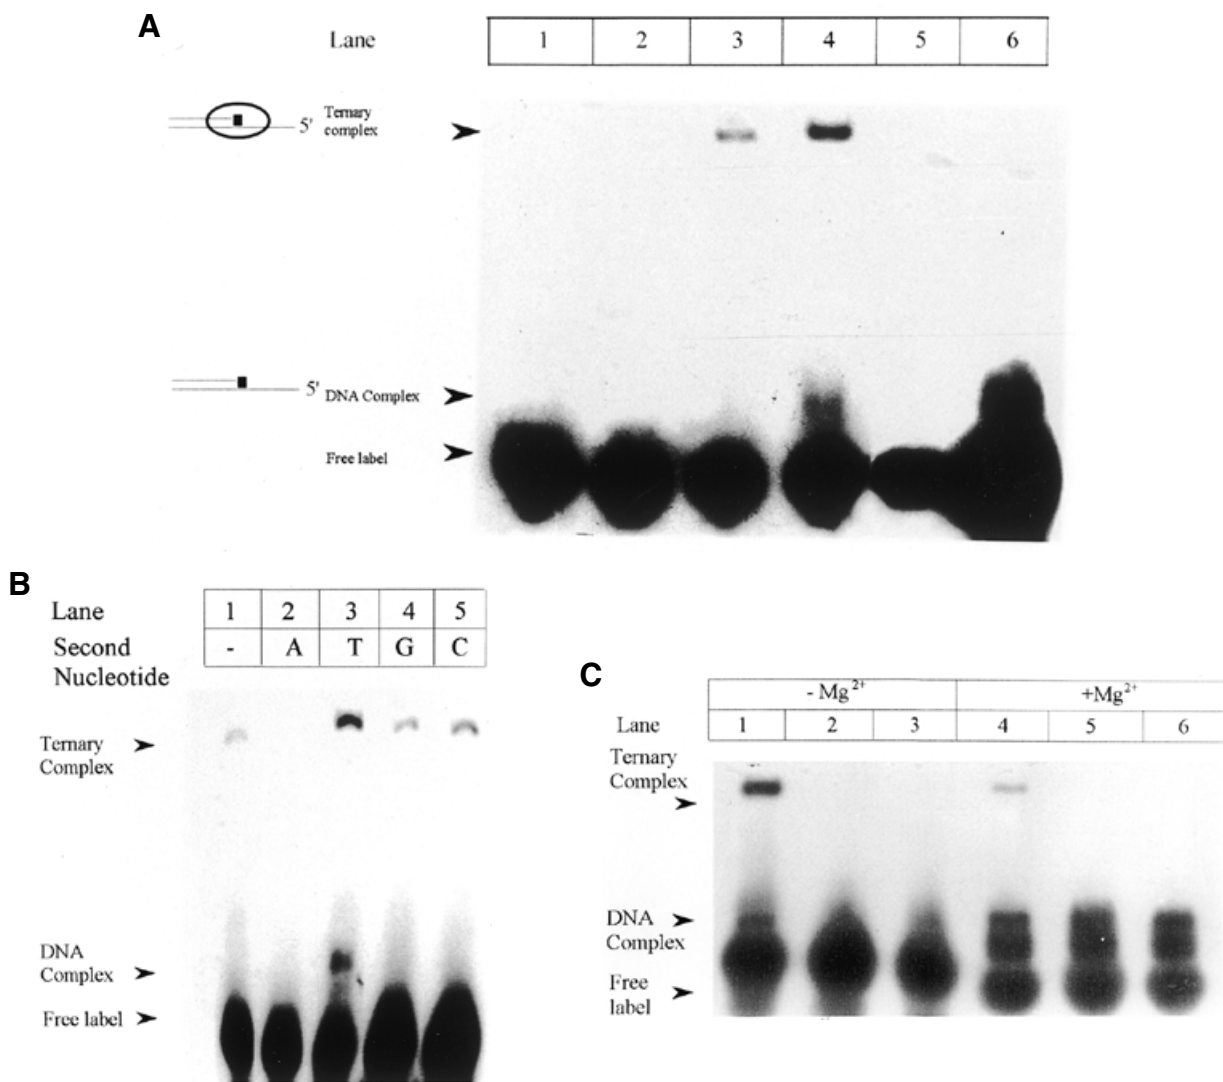 A
Lane 1 2 3 4 5 6
5' Ternary
complex
5' DNA Complex
Free label
B
Lane 1 2 3 4 5
Second - A T G C
Nucleotide
Ternary
Complex
DNA
Complex
Free label
C
- Mg2+ +Mg2+
Lane 1 2 3 4 5 6
Ternary
Complex
DNA
Complex
Free
label